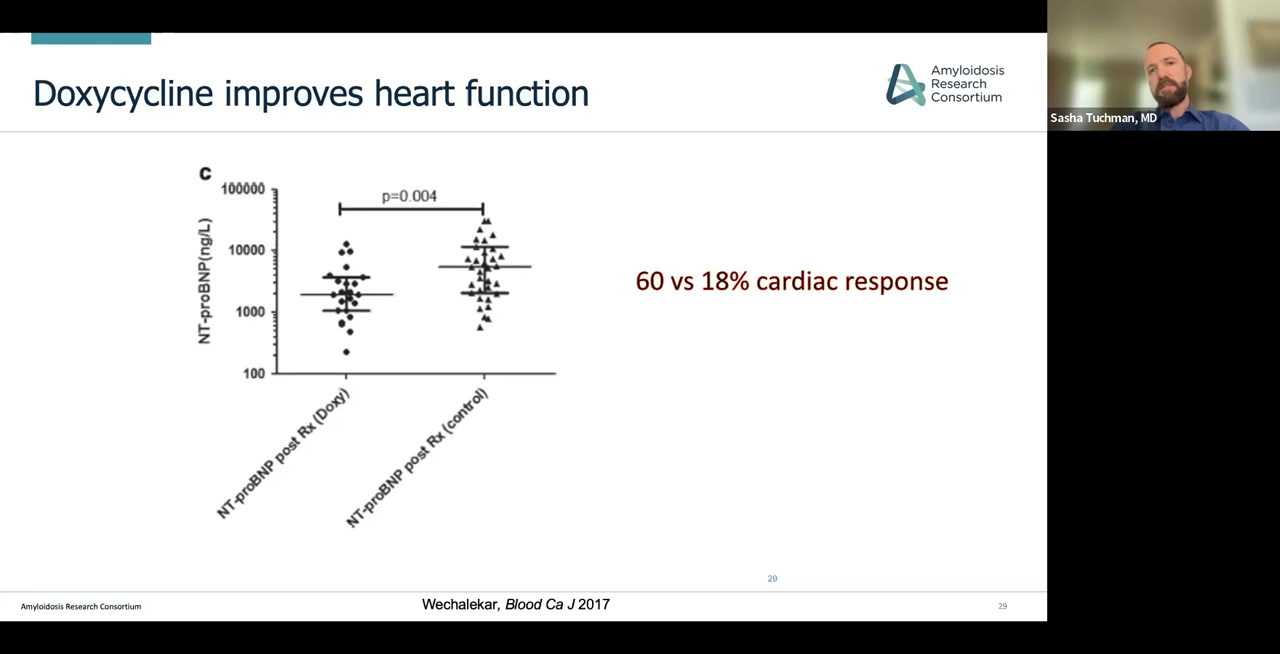 Doxycycline improves heart function
Amyloidosis
Research
Consortium
Sasha Tuchman, MD
C
100000
10000
1000
100
NT-proBNP(ng/L)
p=0.004
NT-proBNP post Rx (Doxy)
NT-proBNP post Rx (control)
60 vs 18% cardiac response
29
Amyloidosis Research Consortium
Wechalekar, Blood Ca J 2017
29